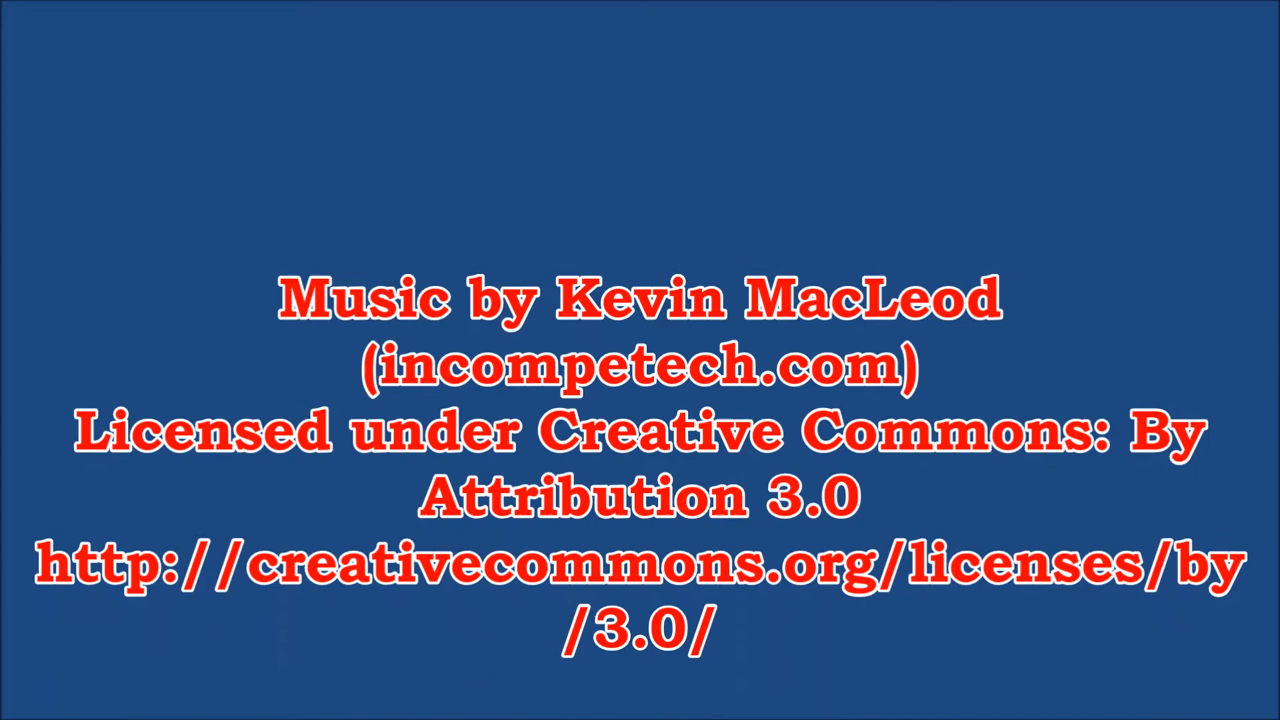 Music by Kevin MacLeod
(incompetech.com)
Licensed under Creative Commons: By
Attribution 3.0
http://creativecommons.org/licenses/by
/3.0/